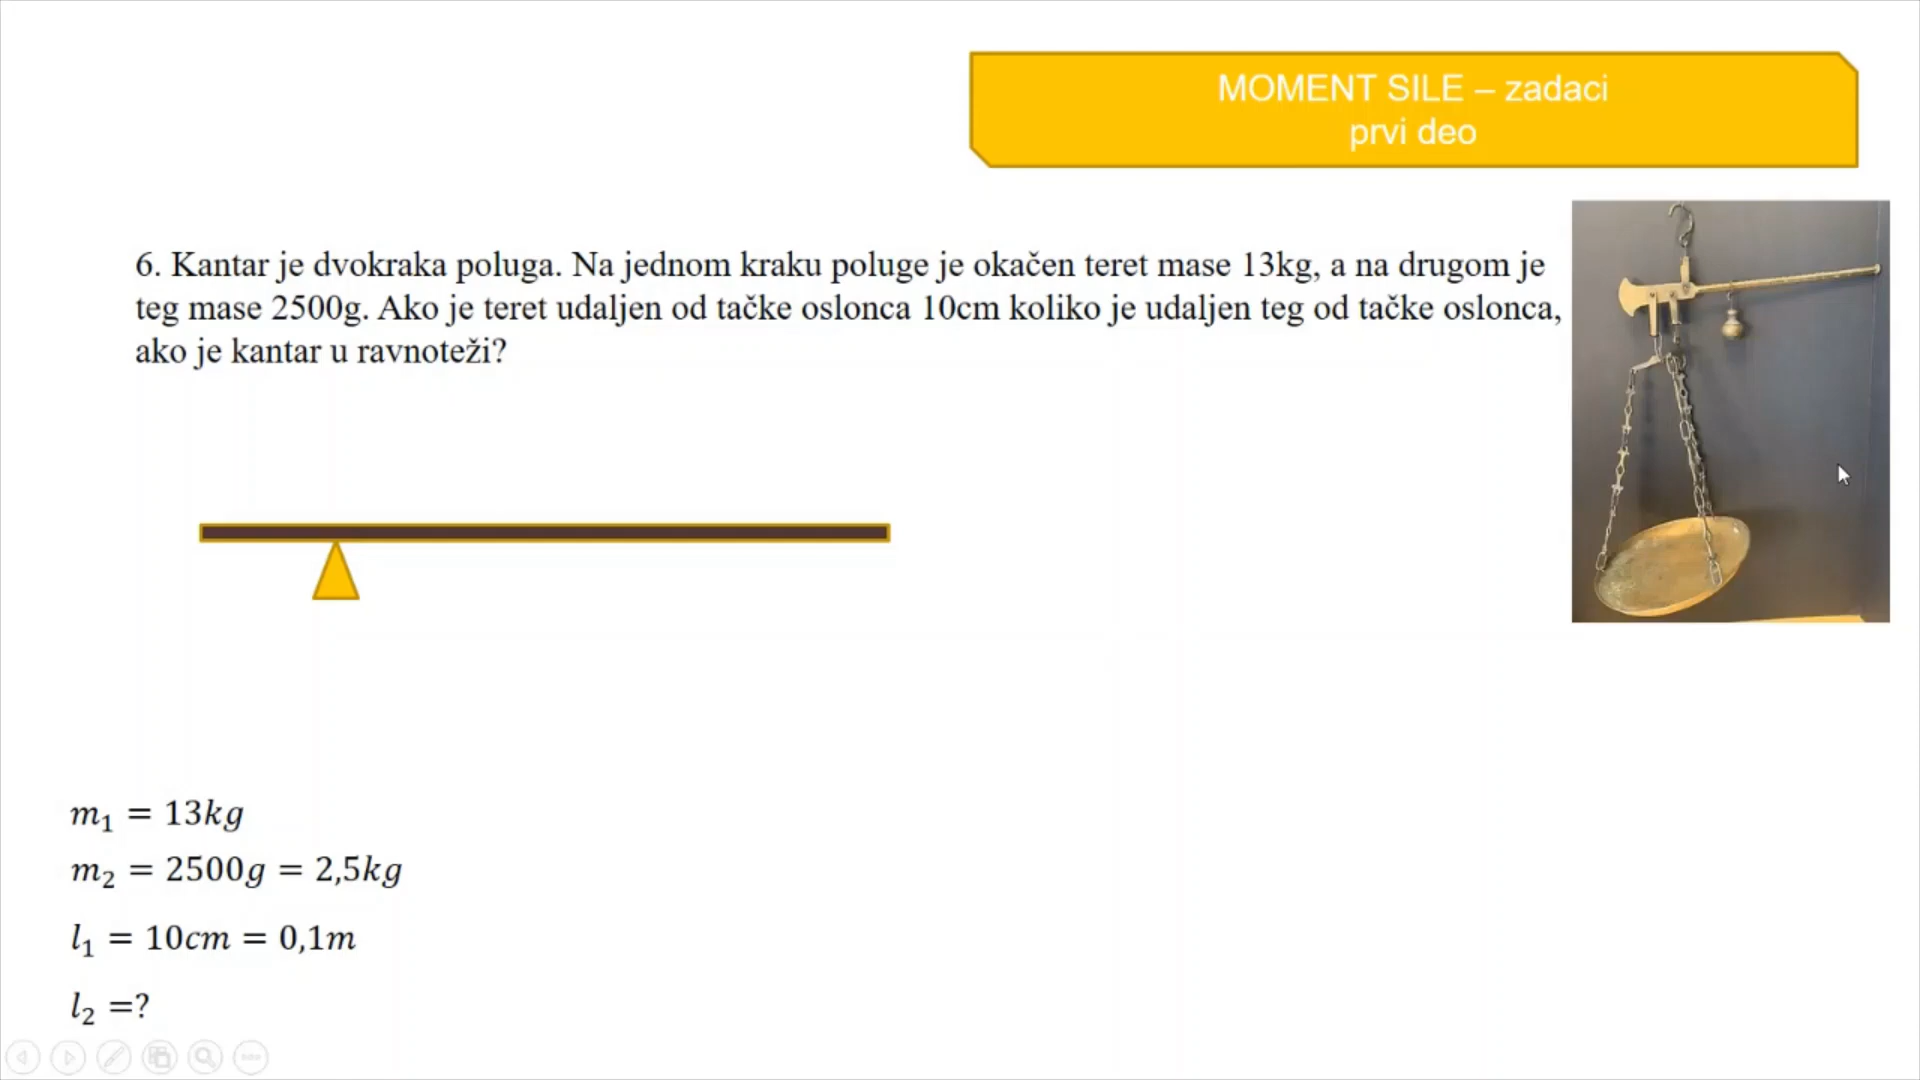 MOMENT SILE – zadaci
prvi deo
6. Kantar je dvokraka poluga. Na jednom kraku poluge je okačen teret mase 13kg, a na drugom je
teg mase 2500g. Ako je teret udaljen od tačke oslonca 10cm koliko je udaljen teg od tačke oslonca,
ako je kantar u ravnoteži?
m₁ = 13kg
m₂ = 2500g = 2,5kg
l₁ = 10cm = 0,1m
l₂ =?